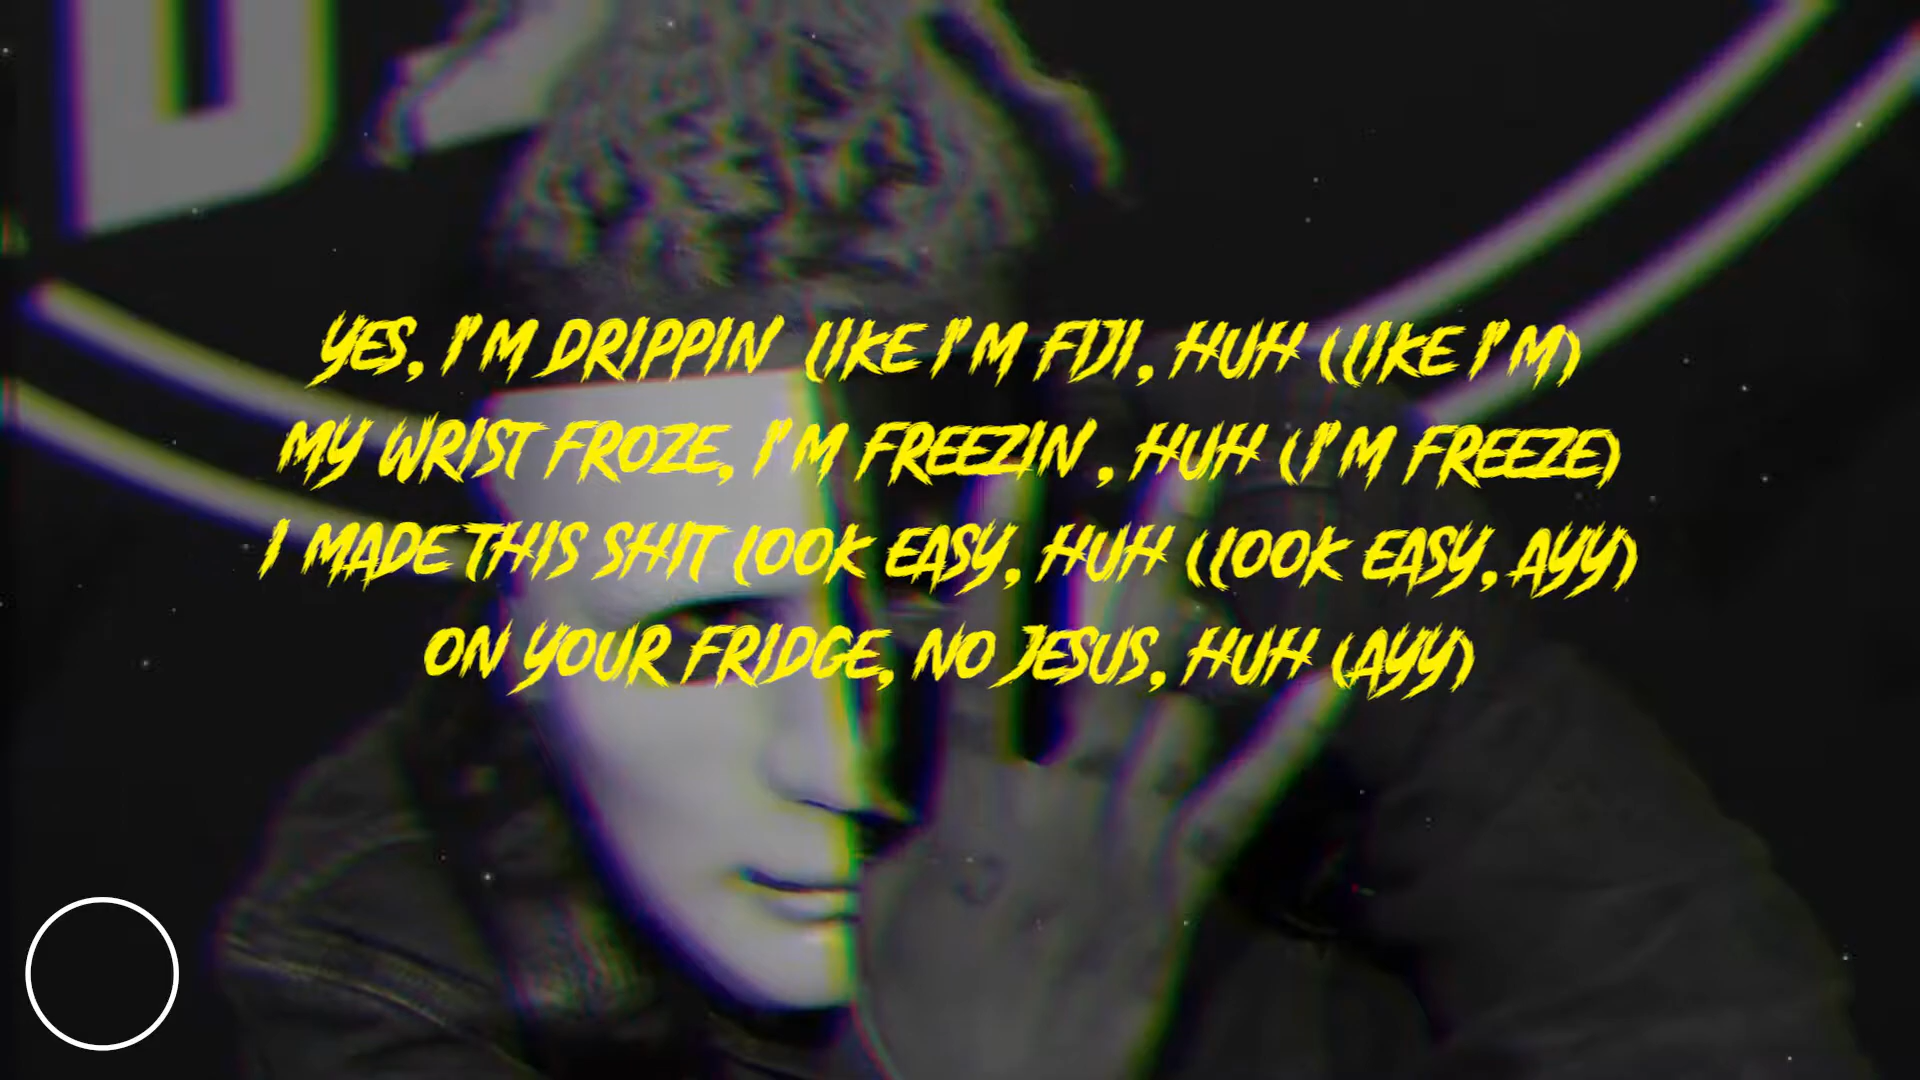 YES, I'M DRIPPIN LIKE I'M FIJI, HUH (LIKE I'M)
MY WRIST FROZE, I'M FREEZIN , HUH (I'M FREEZE)
I MADE THIS SHIT LOOK EASY, HUH (LOOK EASY, AYY)
ON YOUR FRIDGE, NO JESUS, HUH (AYY)